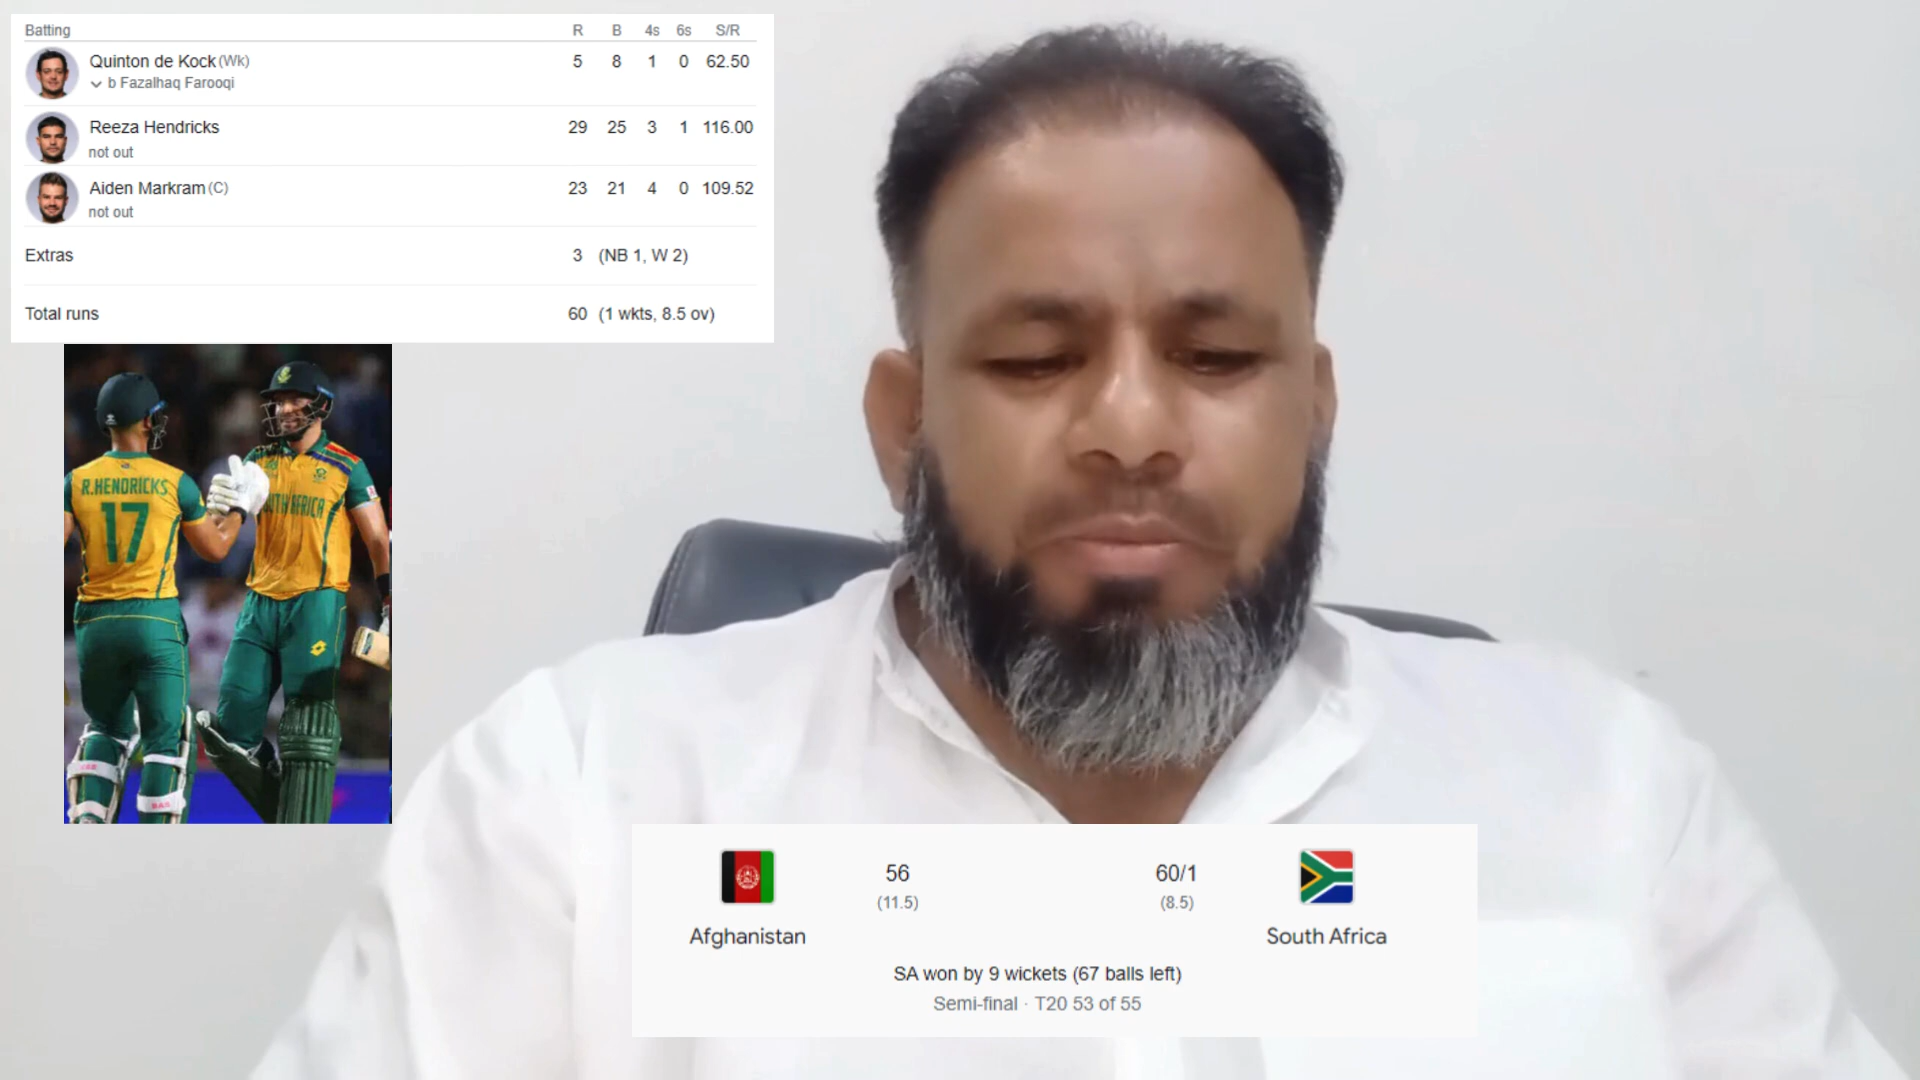 Batting R B 4s 6s S/R
Quinton de Kock (Wk) 5 8 1 0 62.50
b Fazalhaq Farooqi
Reeza Hendricks 29 25 3 1 116.00
not out
Aiden Markram (C) 23 21 4 0 109.52
not out
Extras 3 (NB 1, W 2)
Total runs 60 (1 wkts, 8.5 ov)
R.HENDRICKS
17
SOUTH AFRICA
56 60/1
(11.5) (8.5)
Afghanistan South Africa
SA won by 9 wickets (67 balls left)
Semi-final · T20 53 of 55